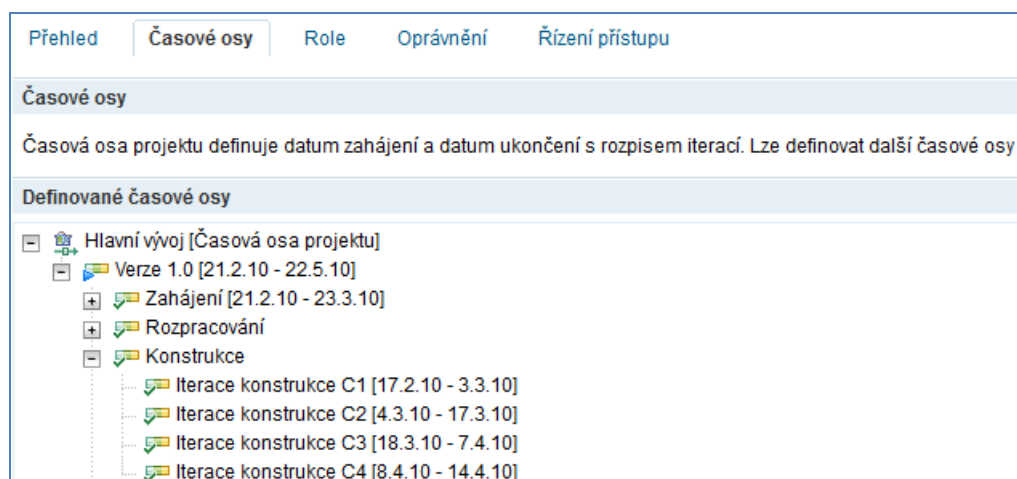 Přehled Časové osy Role Oprávnění Řízení přístupu
Časové osy
Časová osa projektu definuje datum zahájení a datum ukončení s rozpisem iterací. Lze definovat další časové osy
Definované časové osy
Hlavní vývoj [Časová osa projektu]
Verze 1.0 [21.2.10 - 22.5.10]
Zahájení [21.2.10 - 23.3.10]
Rozpracování
Konstrukce
Iterace konstrukce C1 [17.2.10 - 3.3.10]
Iterace konstrukce C2 [4.3.10 - 17.3.10]
Iterace konstrukce C3 [18.3.10 - 7.4.10]
Iterace konstrukce C4 [8.4.10 - 14.4.10]